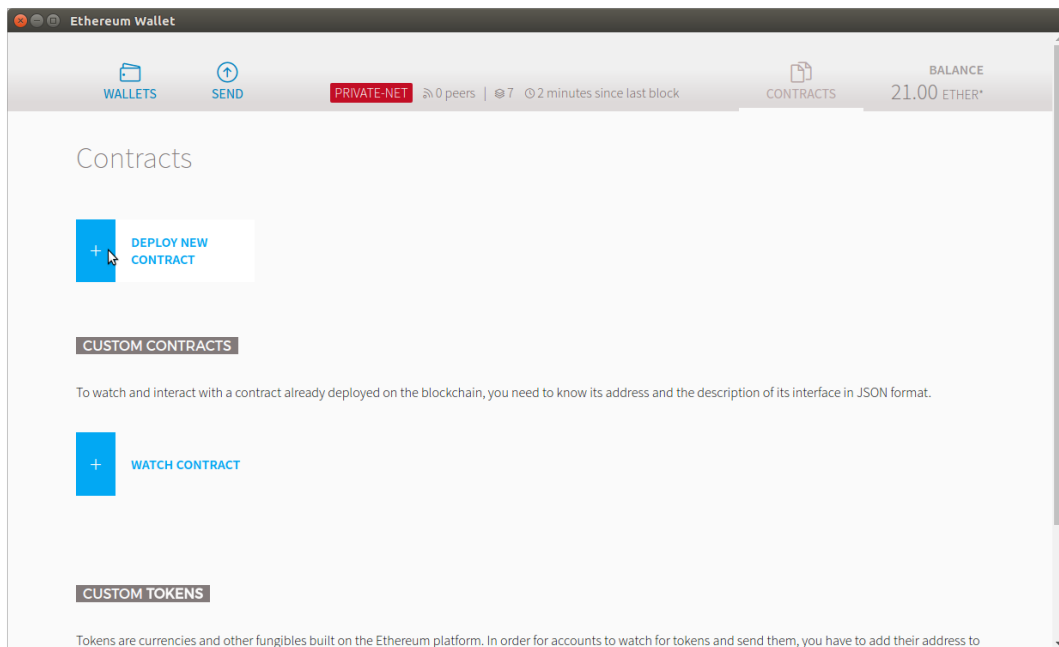 Ethereum Wallet
WALLETS
SEND
PRIVATE-NET 0 peers | 7 2 minutes since last block
CONTRACTS
BALANCE
21.00 ETHER*
Contracts
+
DEPLOY NEW
CONTRACT
CUSTOM CONTRACTS
To watch and interact with a contract already deployed on the blockchain, you need to know its address and the description of its interface in JSON format.
+
WATCH CONTRACT
CUSTOM TOKENS
Tokens are currencies and other fungibles built on the Ethereum platform. In order for accounts to watch for tokens and send them, you have to add their address to